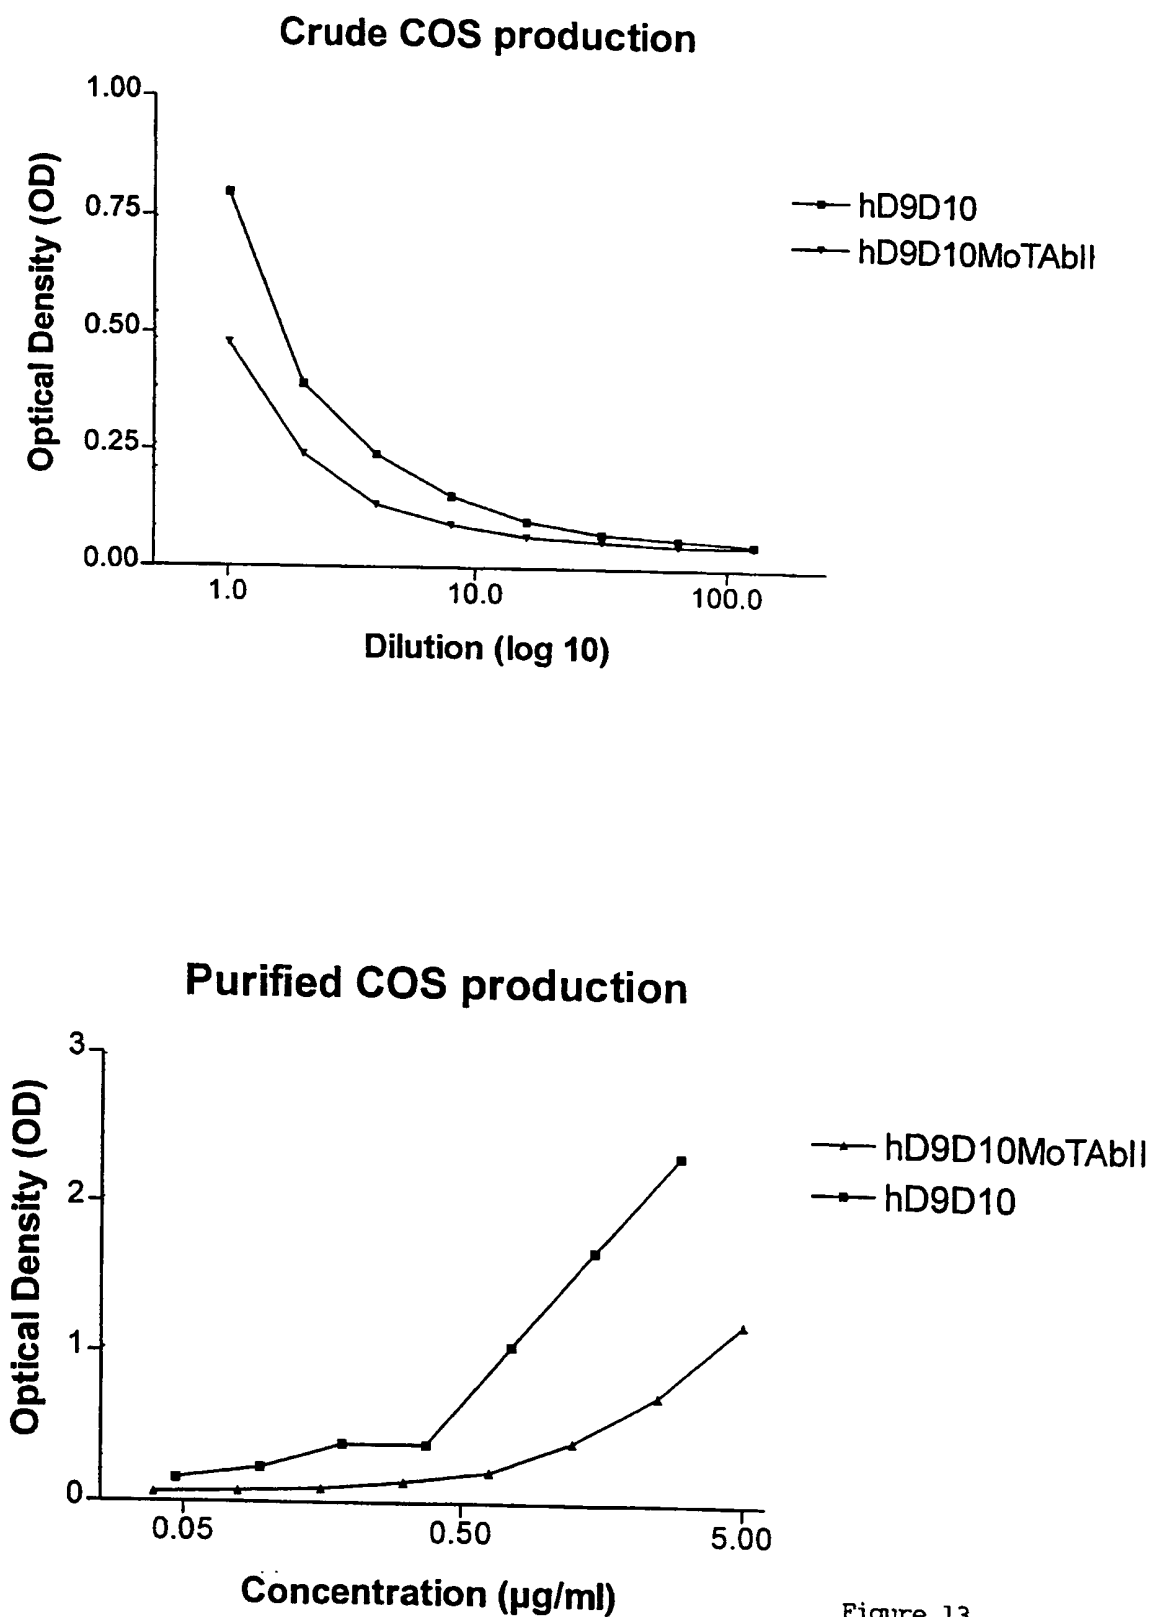 Crude COS production
1.00
0.75
0.50
0.25
0.00
Optical Density (OD)
1.0
10.0
100.0
Dilution (log 10)
hD9D10
hD9D10MoTAbII
Purified COS production
3
2
1
0
Optical Density (OD)
0.05
0.50
5.00
Concentration (µg/ml)
hD9D10MoTAbII
hD9D10
Figure 13